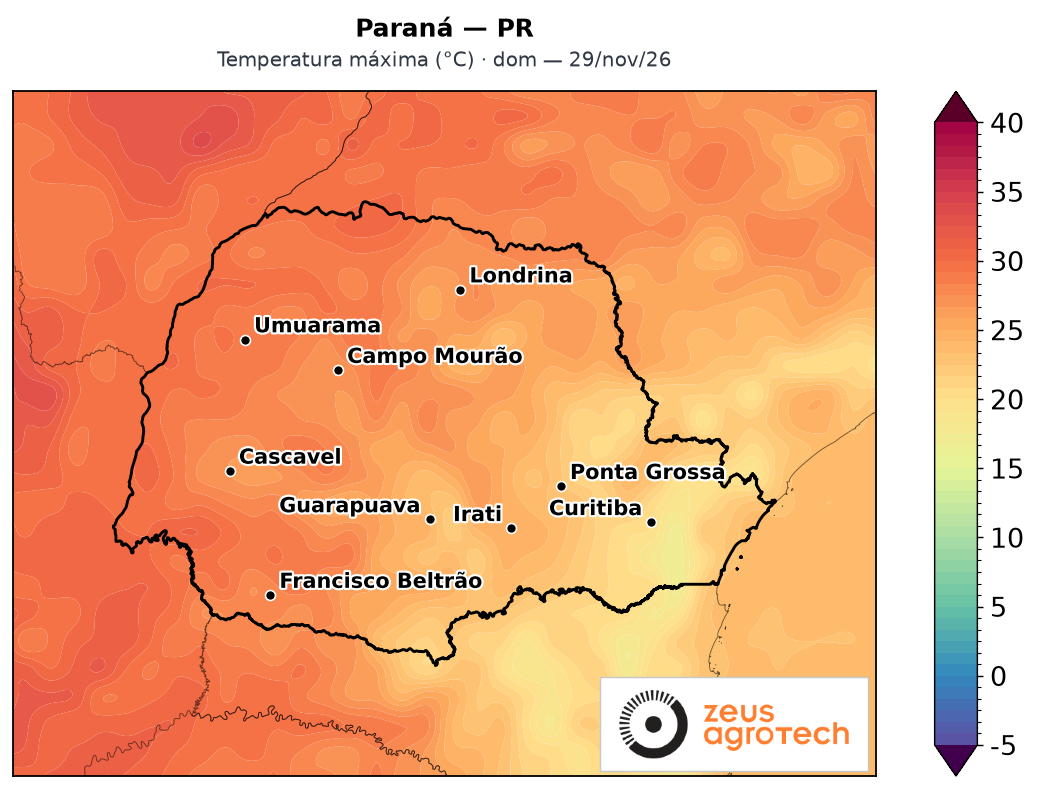 Paraná — PR
Temperatura máxima (°C) · dom — 29/nov/26
Londrina
Umuarama
Campo Mourão
Cascavel
Ponta Grossa
Guarapuava
Irati
Curitiba
Francisco Beltrão
zeus
agrotech
40
35
30
25
20
15
10
5
0
-5